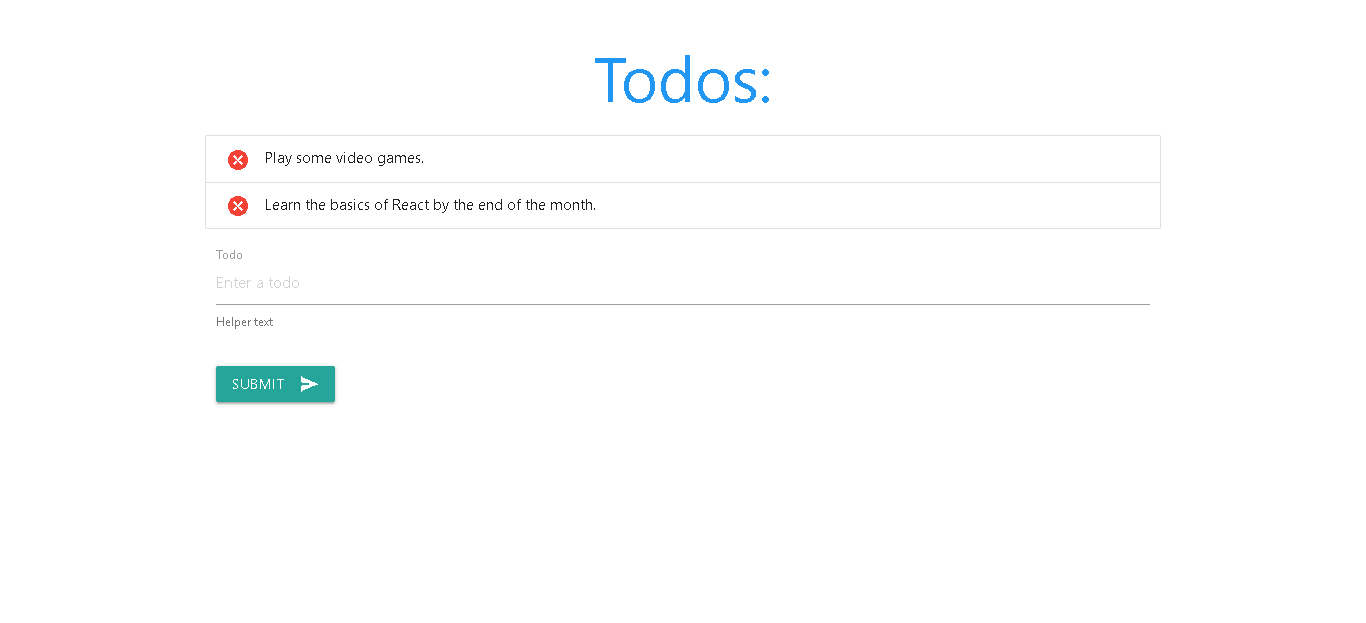 Todos:
Play some video games.
Learn the basics of React by the end of the month.
Todo
Enter a todo
Helper text
SUBMIT